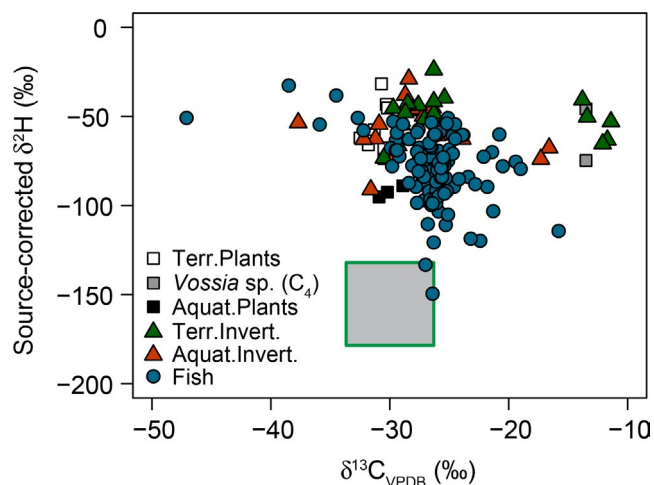 Source-corrected δ²H (‰)
0
−50
−100
−150
−200
Terr.Plants
Vossia sp. (C₄)
Aquat.Plants
Terr.Invert.
Aquat.Invert.
Fish
−50 −40 −30 −20 −10
δ¹³C_VPDB (‰)